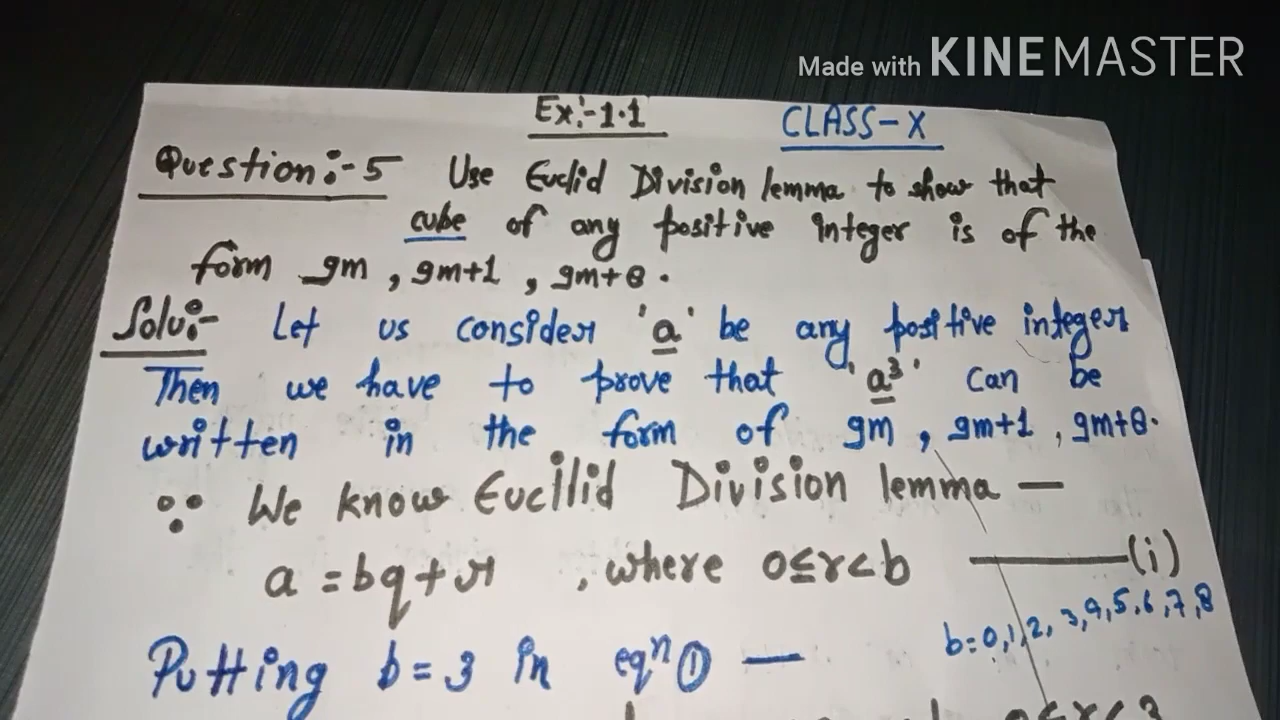 Made with KINEMASTER
Ex:-1.1 CLASS-X
Question:-5 Use Euclid Division lemma to show that
cube of any positive integer is of the
form 9m, 9m+1, 9m+8.
Solu:- Let us consider 'a' be any positive integer
Then we have to prove that 'a³' can be
written in the form of 9m, 9m+1, 9m+8.
∵ We know Eucilid Division lemma —
a = bq+r , where 0≤r<b —— (i)
b=0,1,2, 3,4,5,6,7,8
Putting b=3 in eqⁿ ① —
0≤r<3